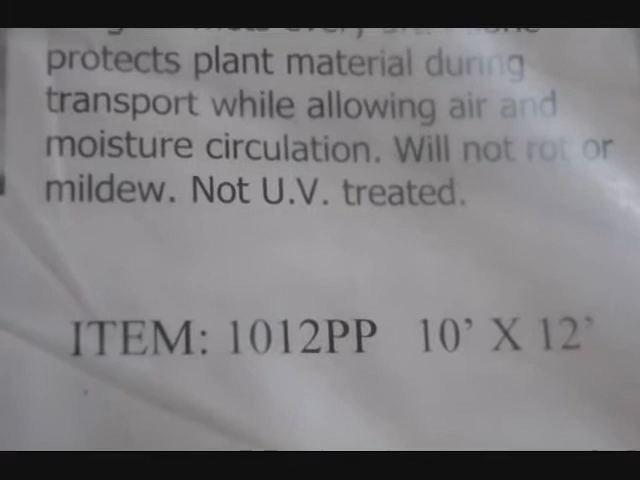 protects plant material during
transport while allowing air and
moisture circulation. Will not rot or
mildew. Not U.V. treated.
ITEM: 1012PP 10' X 12'